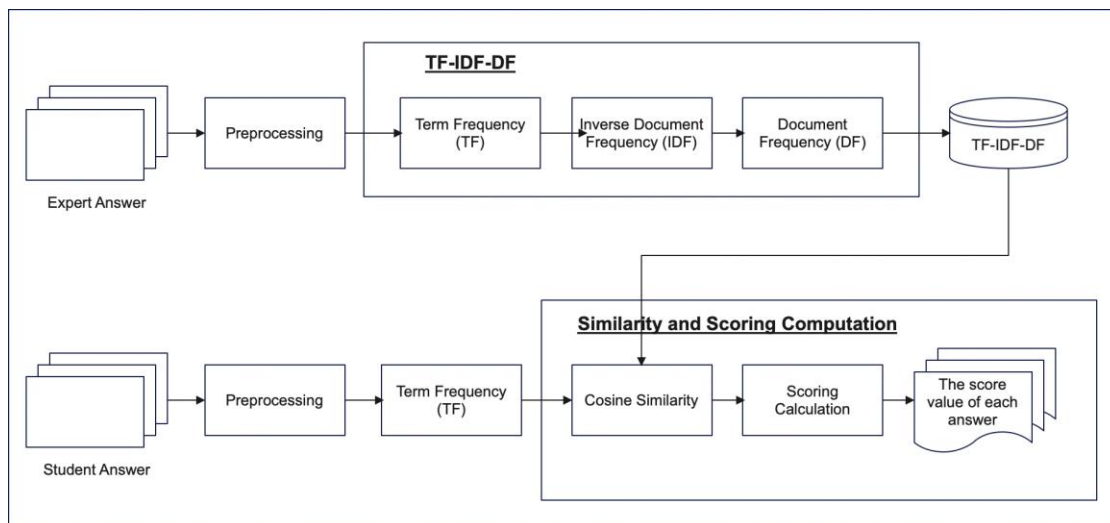 TF-IDF-DF
Preprocessing
Term Frequency
(TF)
Inverse Document
Frequency (IDF)
Document
Frequency (DF)
TF-IDF-DF
Expert Answer
Similarity and Scoring Computation
Preprocessing
Term Frequency
(TF)
Cosine Similarity
Scoring
Calculation
The score
value of each
answer
Student Answer